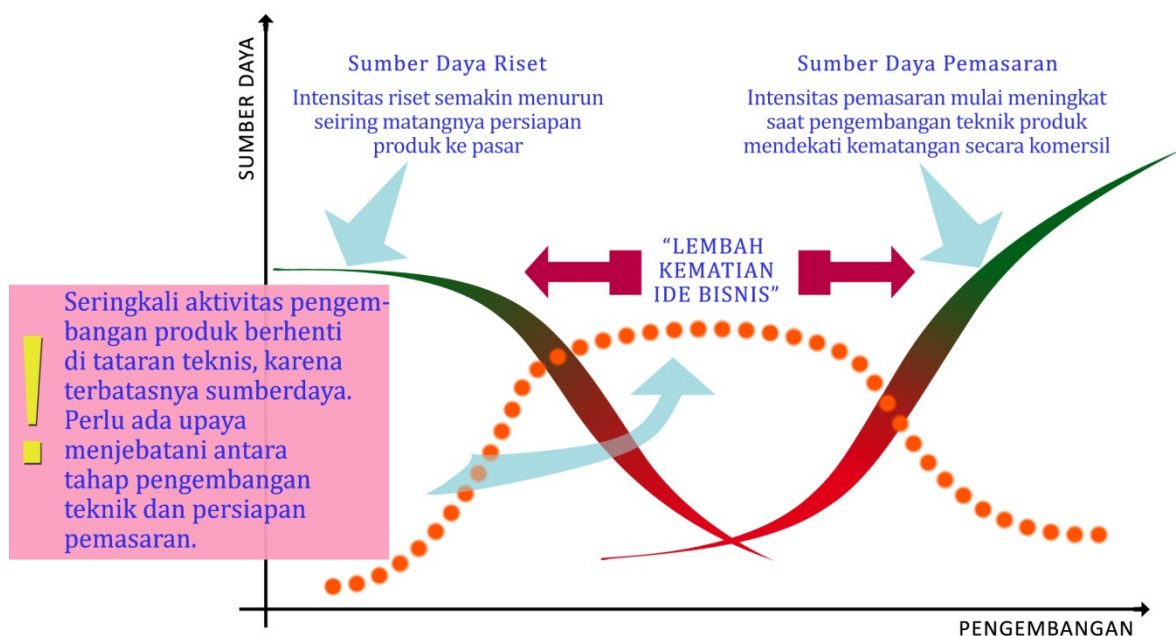 SUMBER DAYA
Sumber Daya Riset
Intensitas riset semakin menurun
seiring matangnya persiapan
produk ke pasar
Sumber Daya Pemasaran
Intensitas pemasaran mulai meningkat
saat pengembangan teknik produk
mendekati kematangan secara komersil
“LEMBAH
KEMATIAN
IDE BISNIS”
!
Seringkali aktivitas pengem-
bangan produk berhenti
di tataran teknis, karena
terbatasnya sumberdaya.
Perlu ada upaya
menjebatani antara
tahap pengembangan
teknik dan persiapan
pemasaran.
PENGEMBANGAN